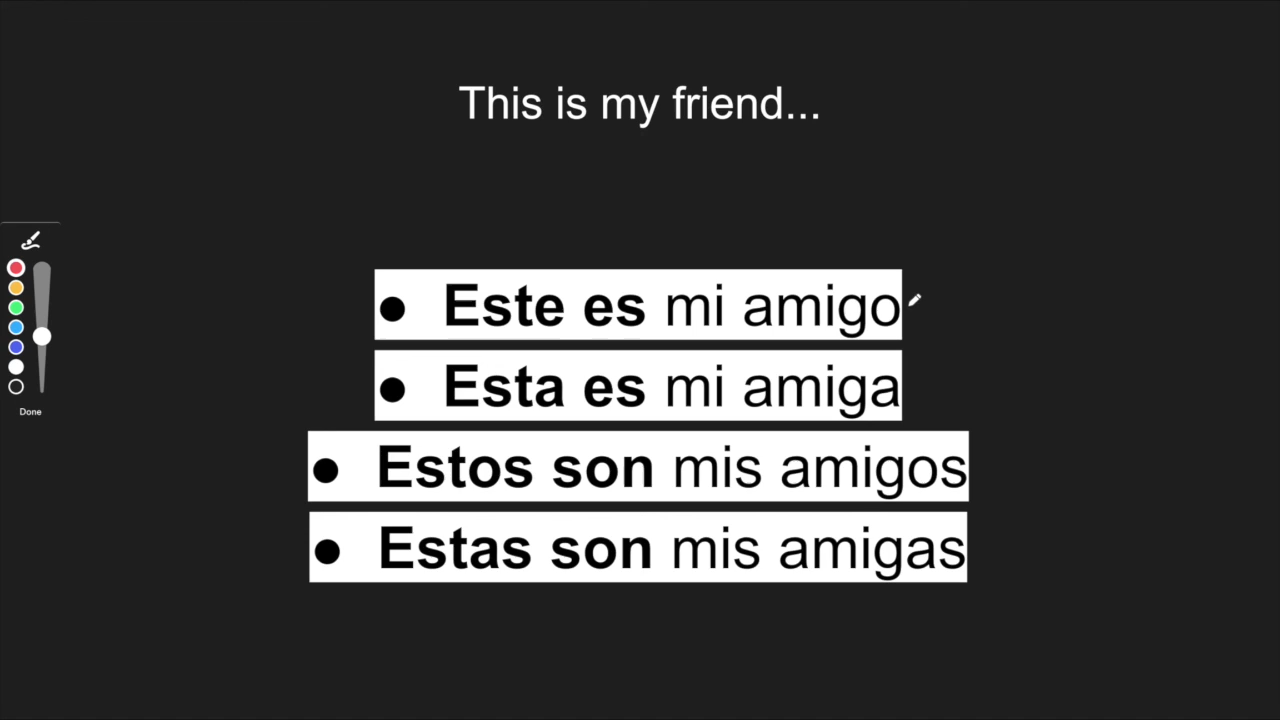 This is my friend...
● Este es mi amigo
● Esta es mi amiga
● Estos son mis amigos
● Estas son mis amigas
Done